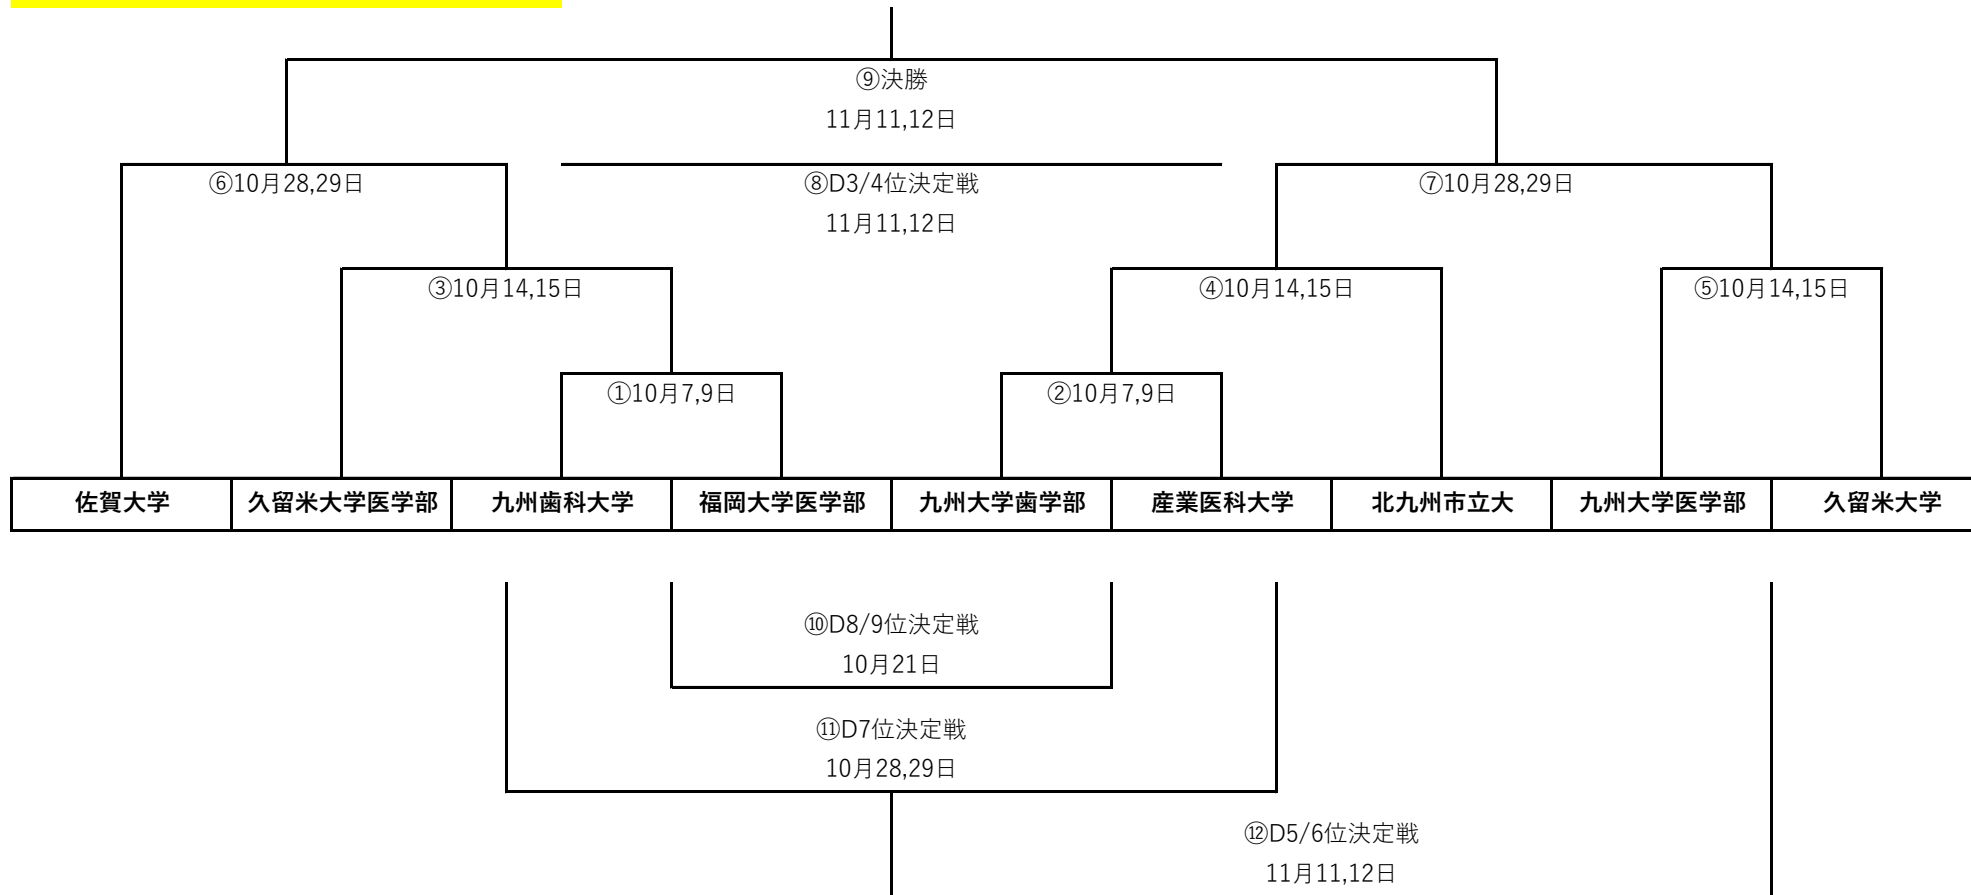 ⑨決勝
11月11,12日
⑥10月28,29日
⑧D3/4位決定戦
⑦10月28,29日
11月11,12日
③10月14,15日
④10月14,15日
⑤10月14,15日
①10月7,9日
②10月7,9日
佐賀大学 久留米大学医学部 九州歯科大学 福岡大学医学部 九州大学歯学部 産業医科大学 北九州市立大 九州大学医学部 久留米大学
⑩D8/9位決定戦
10月21日
⑪D7位決定戦
10月28,29日
⑫D5/6位決定戦
11月11,12日